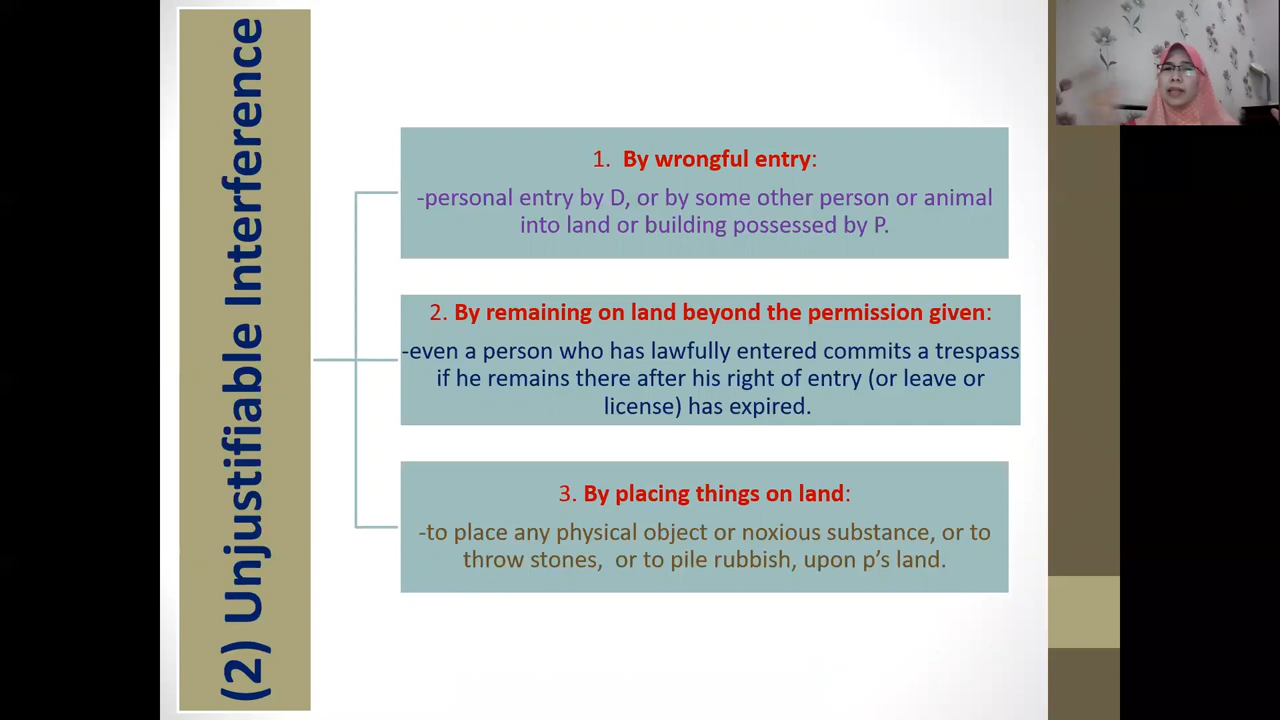 (2) Unjustifiable Interference
1. By wrongful entry:
-personal entry by D, or by some other person or animal
into land or building possessed by P.
2. By remaining on land beyond the permission given:
-even a person who has lawfully entered commits a trespass
if he remains there after his right of entry (or leave or
license) has expired.
3. By placing things on land:
-to place any physical object or noxious substance, or to
throw stones, or to pile rubbish, upon p's land.